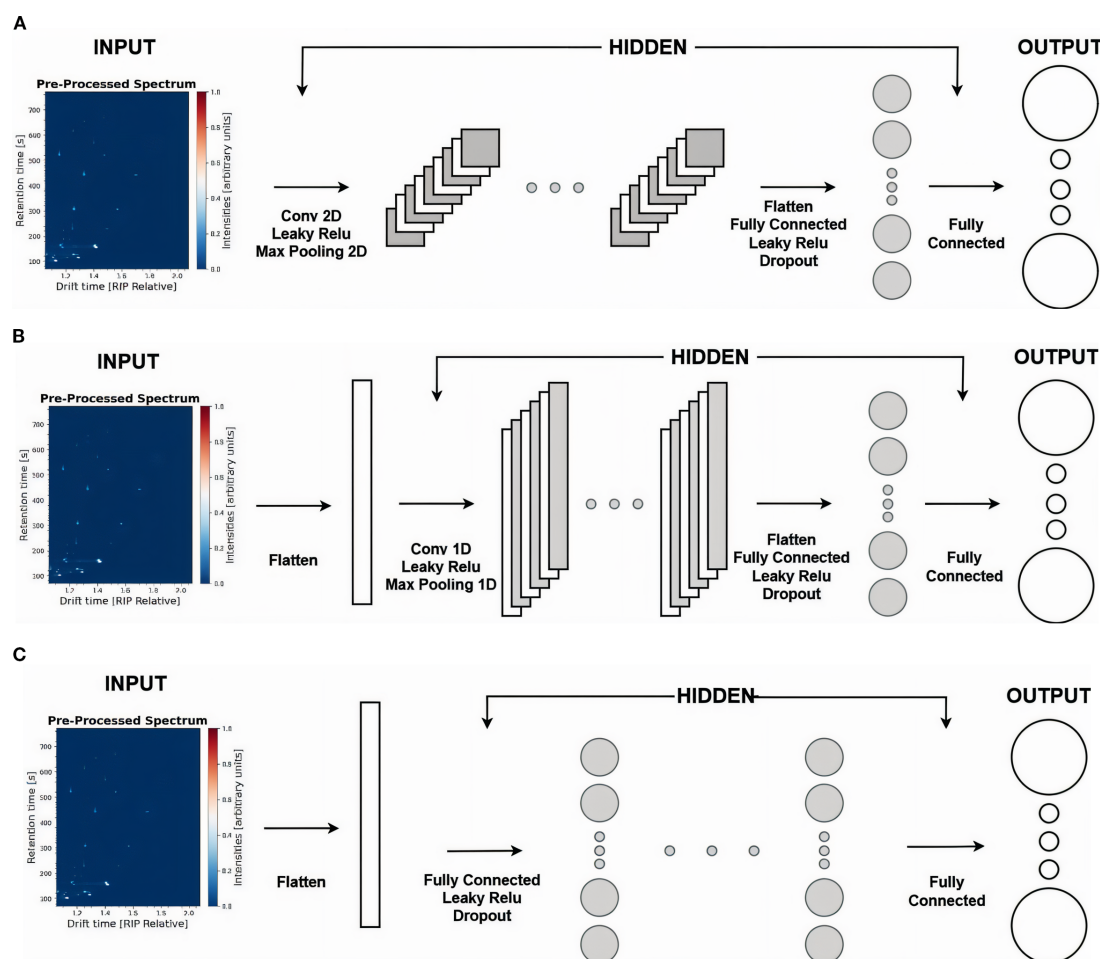 A
INPUT
HIDDEN
OUTPUT
Pre-Processed Spectrum
Retention time [s]
700
600
500
400
300
200
100
1.2
1.4
1.6
1.8
2.0
Drift time [RIP Relative]
1.0
0.8
0.6
0.4
0.2
0.0
Intensities [arbitrary units]
Conv 2D
Leaky Relu
Max Pooling 2D
Flatten
Fully Connected
Leaky Relu
Dropout
Fully
Connected
B
INPUT
HIDDEN
OUTPUT
Pre-Processed Spectrum
Retention time [s]
700
600
500
400
300
200
100
1.2
1.4
1.6
1.8
2.0
Drift time [RIP Relative]
1.0
0.8
0.6
0.4
0.2
0.0
Intensities [arbitrary units]
Flatten
Conv 1D
Leaky Relu
Max Pooling 1D
Flatten
Fully Connected
Leaky Relu
Dropout
Fully
Connected
C
INPUT
HIDDEN
OUTPUT
Pre-Processed Spectrum
Retention time [s]
700
600
500
400
300
200
100
1.2
1.4
1.6
1.8
2.0
Drift time [RIP Relative]
1.0
0.8
0.6
0.4
0.2
0.0
Intensities [arbitrary units]
Flatten
Fully Connected
Leaky Relu
Dropout
Fully
Connected